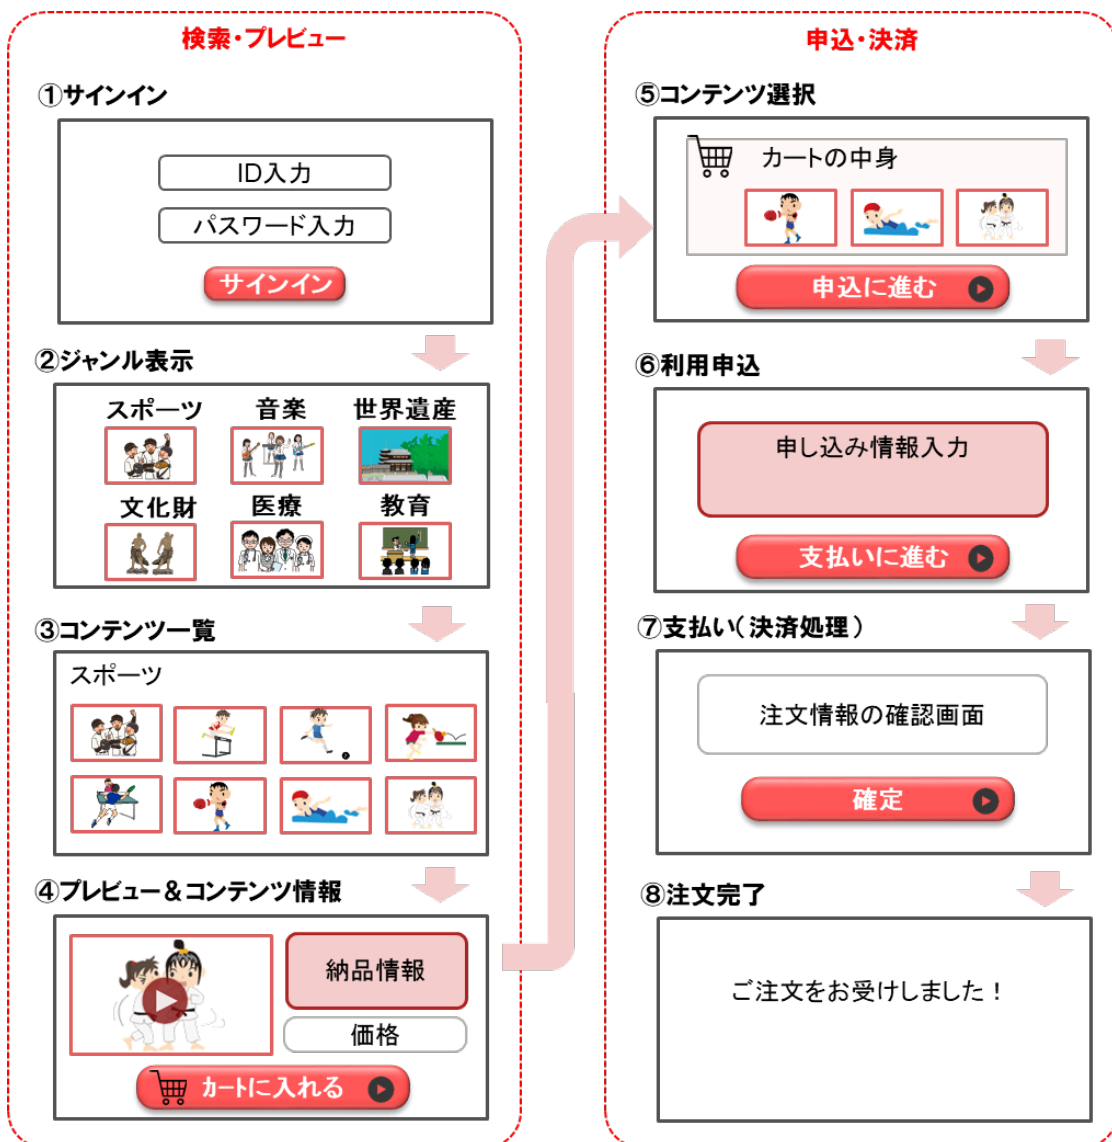 検索・プレビュー
①サインイン
ID入力
パスワード入力
サインイン
②ジャンル表示
スポーツ 音楽 世界遺産
文化財 医療 教育
③コンテンツ一覧
スポーツ
④プレビュー＆コンテンツ情報
納品情報
価格
カートに入れる
申込・決済
⑤コンテンツ選択
カートの中身
申込に進む
⑥利用申込
申し込み情報入力
支払いに進む
⑦支払い（決済処理）
注文情報の確認画面
確定
⑧注文完了
ご注文をお受けしました！